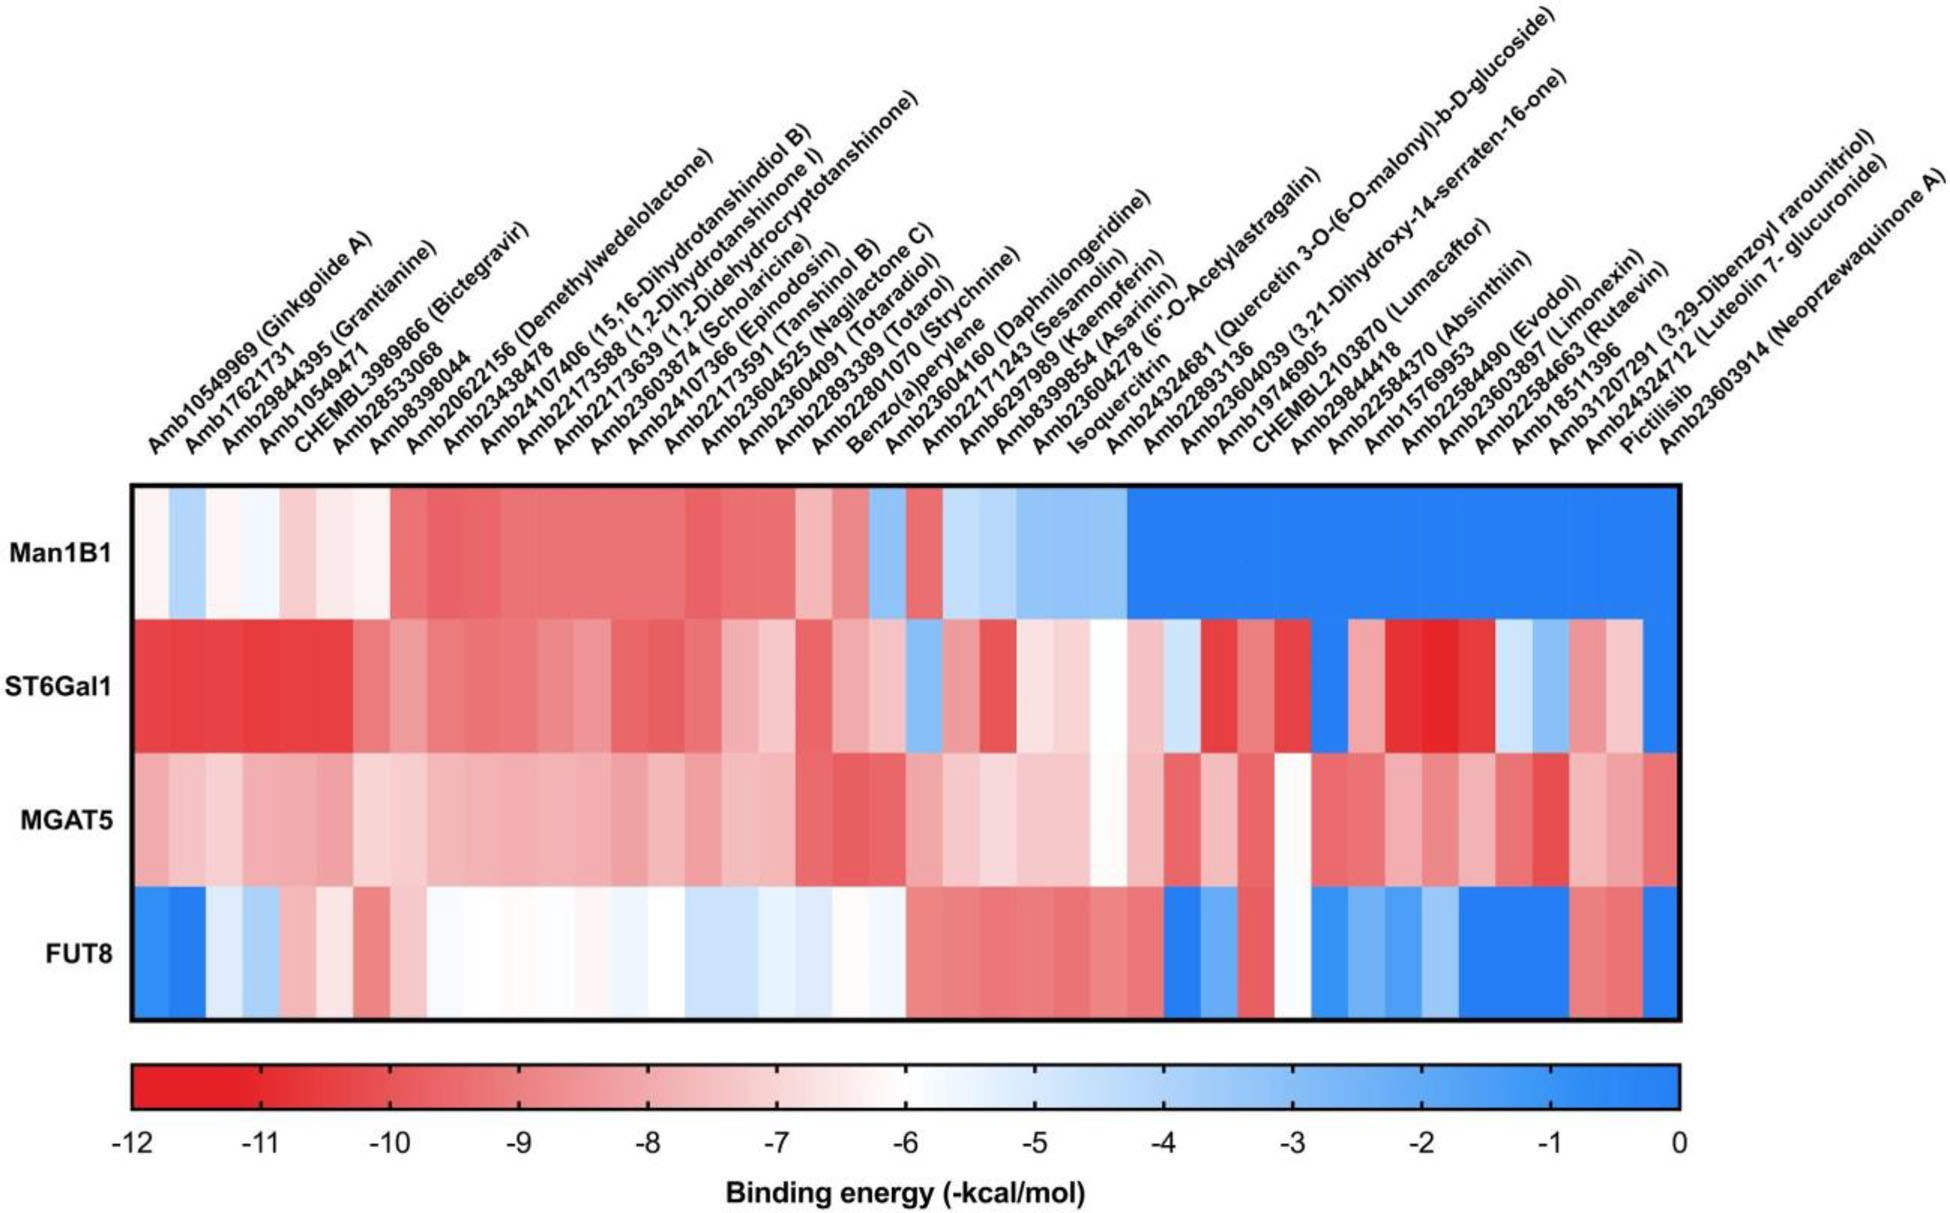 Amb10549969 (Ginkgolide A)
Amb17621731
Amb29844395 (Grantianine)
Amb10549471
CHEMBL3989866 (Bictegravir)
Amb28533068
Amb8398044
Amb20622156 (Demethylwedelolactone)
Amb23438478
Amb24107406 (15,16-Dihydrotanshindiol B)
Amb22173588 (1,2-Dihydrotanshinone I)
Amb22173639 (1,2-Didehydrocryptotanshinone)
Amb23603874 (Scholaricine)
Amb24107366 (Epinodosin)
Amb22173591 (Tanshinol B)
Amb23604525 (Nagilactone C)
Amb23604091 (Totaradiol)
Amb22893389 (Totarol)
Amb22801070 (Strychnine)
Benzo(a)perylene
Amb23604160 (Daphnilongeridine)
Amb22171243 (Sesamolin)
Amb6297989 (Kaempferin)
Amb8399854 (Asarinin)
Amb23604278 (6"-O-Acetylastragalin)
Isoquercitrin
Amb24324681 (Quercetin 3-O-(6-O-malonyl)-b-D-glucoside)
Amb22893136
Amb23604039 (3,21-Dihydroxy-14-serraten-16-one)
Amb19746905
CHEMBL2103870 (Lumacaftor)
Amb29844418
Amb22584370 (Absinthiin)
Amb15769953
Amb22584490 (Evodol)
Amb23603897 (Limonexin)
Amb22584663 (Rutaevin)
Amb18511396
Amb31207291 (3,29-Dibenzoyl rarounitriol)
Amb24324712 (Luteolin 7- glucuronide)
Pictilisib
Amb23603914 (Neoprzewaquinone A)
Man1B1
ST6Gal1
MGAT5
FUT8
-12 -11 -10 -9 -8 -7 -6 -5 -4 -3 -2 -1 0
Binding energy (-kcal/mol)